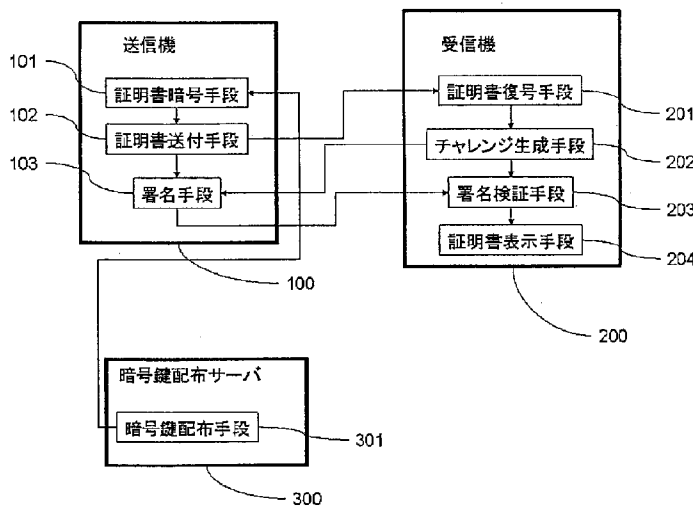 送信機
101
証明書暗号手段
102
証明書送付手段
103
署名手段
100
受信機
証明書復号手段
201
チャレンジ生成手段
202
署名検証手段
203
証明書表示手段
204
200
暗号鍵配布サーバ
暗号鍵配布手段
301
300